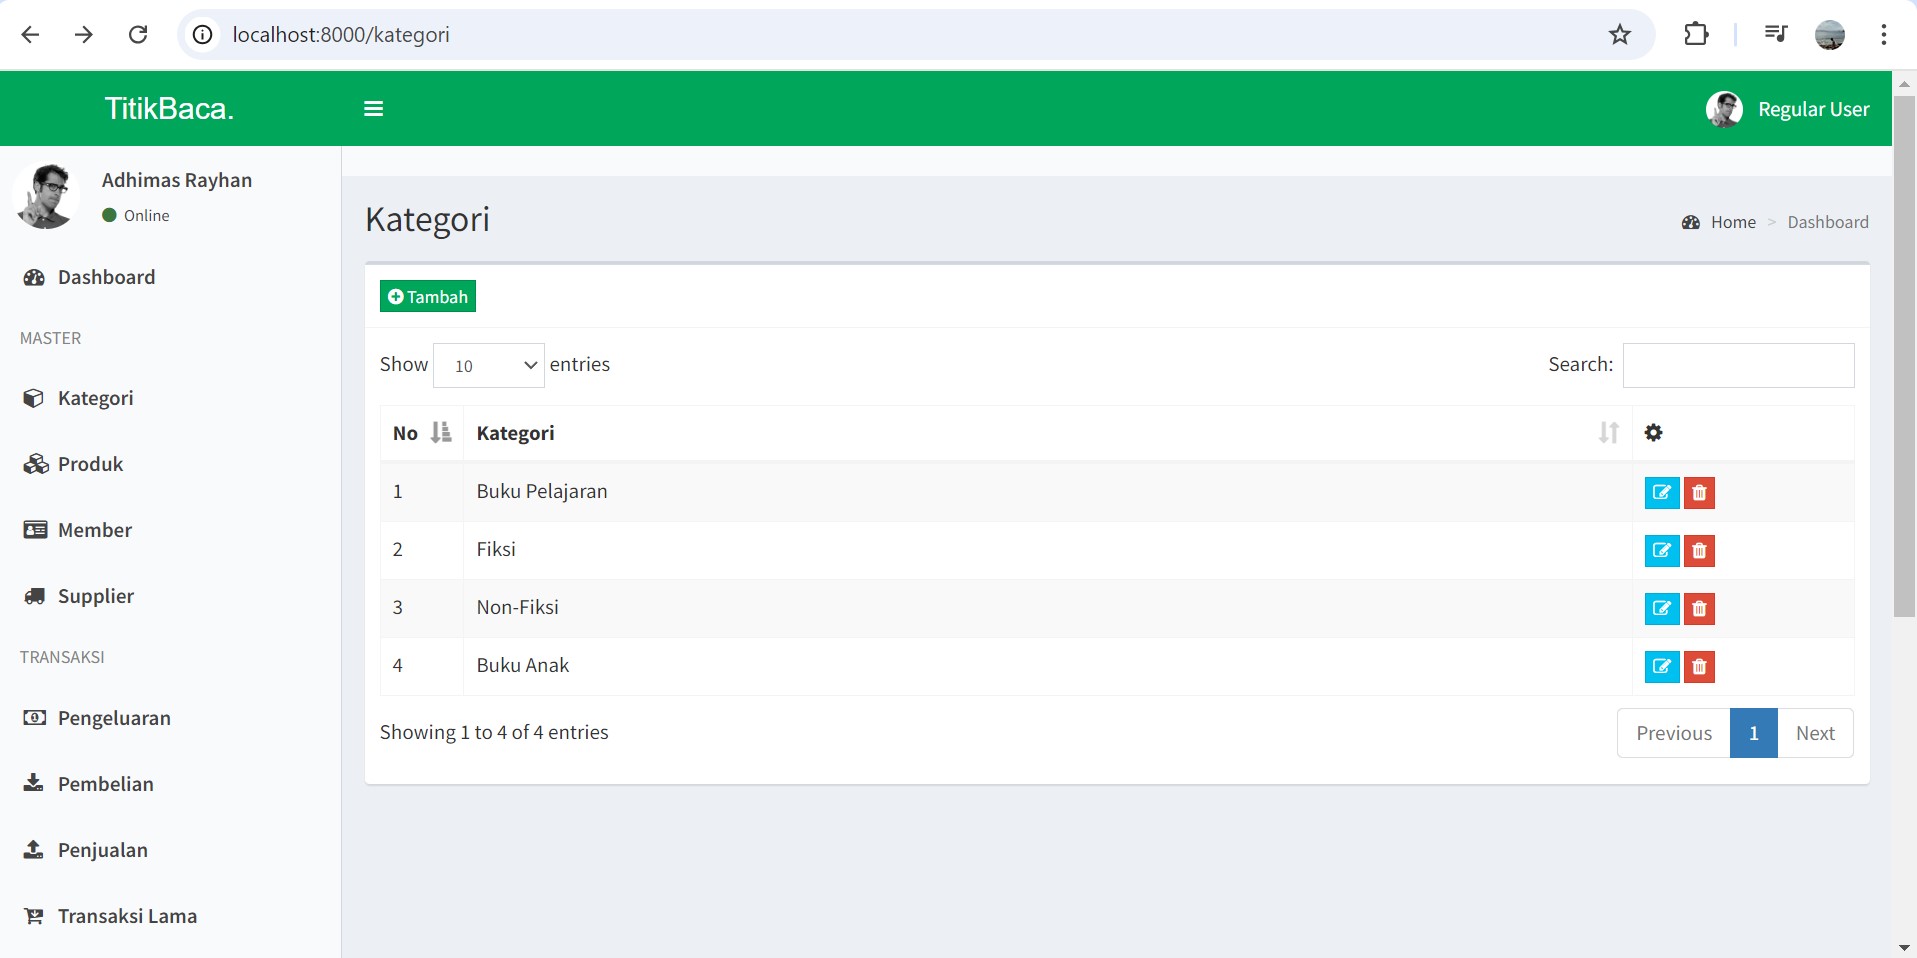 localhost:8000/kategori
TitikBaca.
Regular User
Adhimas Rayhan
Online
Dashboard
MASTER
Kategori
Produk
Member
Supplier
TRANSAKSI
Pengeluaran
Pembelian
Penjualan
Transaksi Lama
Kategori
Home > Dashboard
Tambah
Show 10 entries
Search:
No Kategori
1 Buku Pelajaran
2 Fiksi
3 Non-Fiksi
4 Buku Anak
Showing 1 to 4 of 4 entries
Previous 1 Next